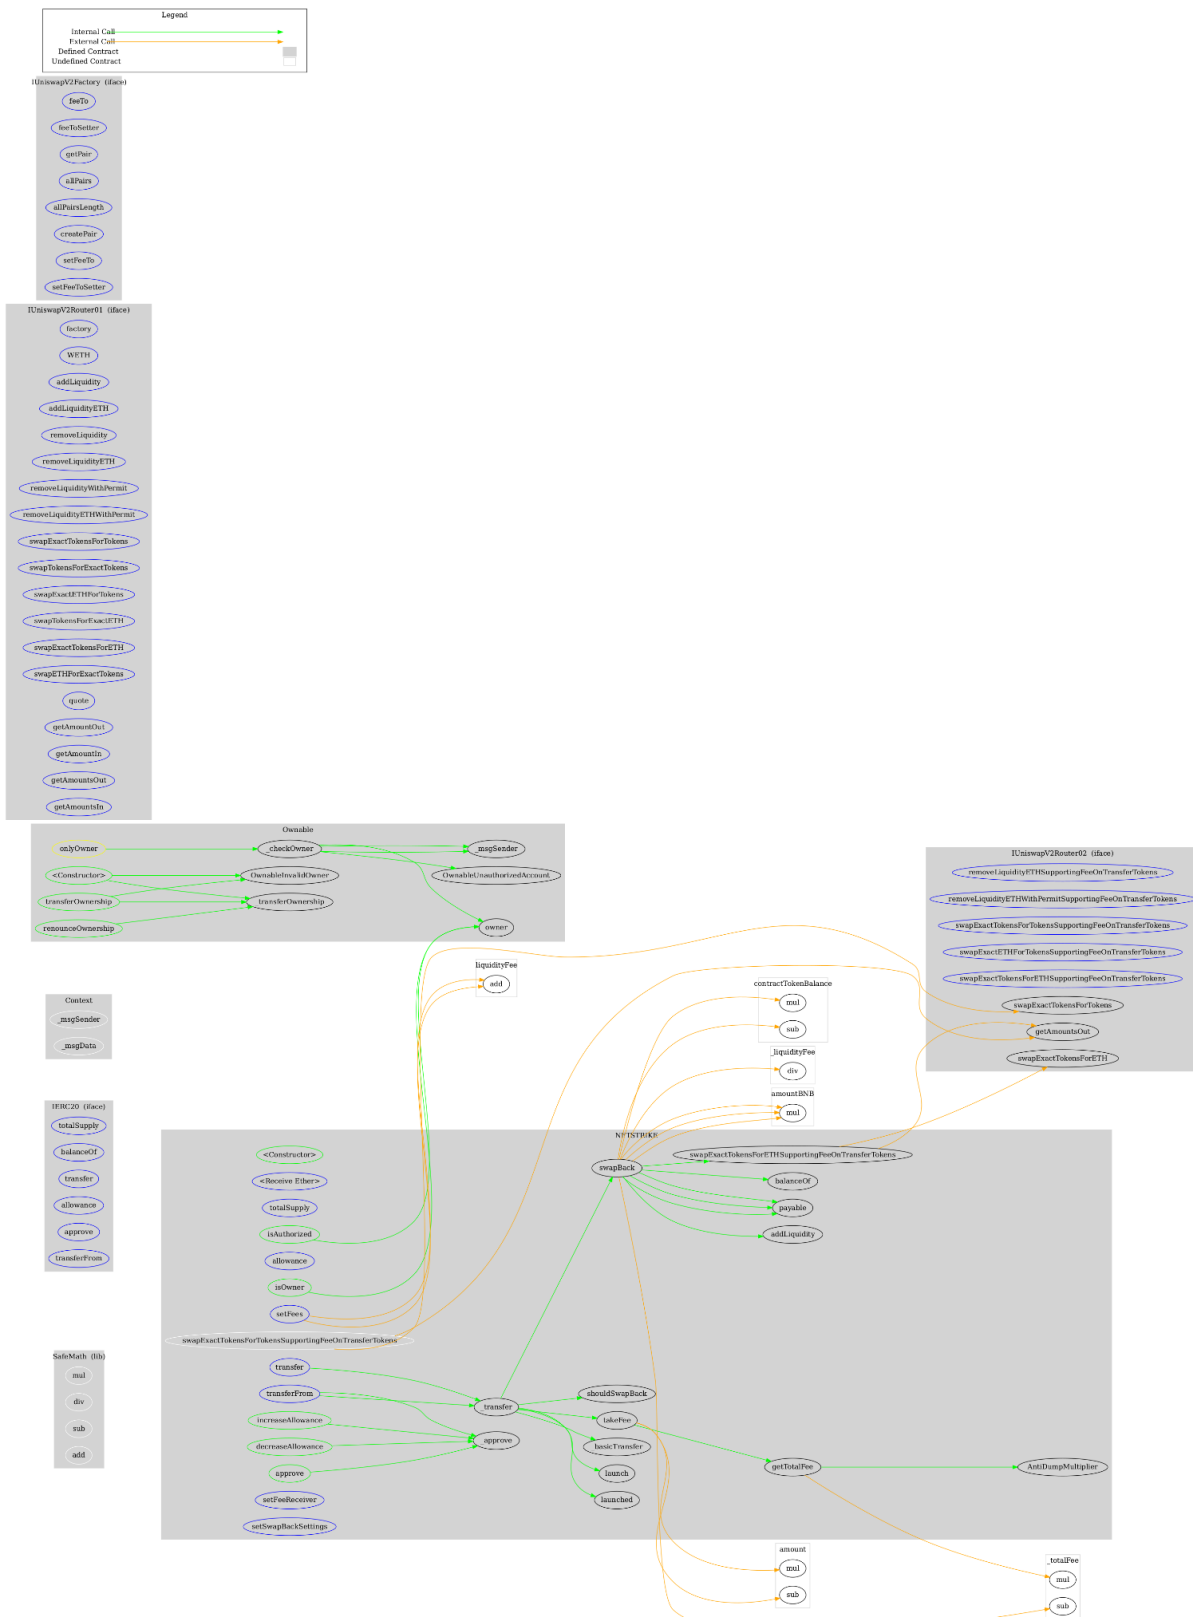 Legend
Internal Call
External Call
Defined Contract
Undefined Contract
IUniswapV2Factory (iface)
feeTo
feeToSetter
getPair
allPairs
allPairsLength
createPair
setFeeTo
setFeeToSetter
IUniswapV2Router01 (iface)
factory
WETH
addLiquidity
addLiquidityETH
removeLiquidity
removeLiquidityETH
removeLiquidityWithPermit
removeLiquidityETHWithPermit
swapExactTokensForTokens
swapTokensForExactTokens
swapExactETHForTokens
swapTokensForExactETH
swapExactTokensForETH
swapETHForExactTokens
quote
getAmountOut
getAmountIn
getAmountsOut
getAmountsIn
Ownable
onlyOwner
<Constructor>
transferOwnership
renounceOwnership
_checkOwner
OwnableInvalidOwner
_transferOwnership
_msgSender
OwnableUnauthorizedAccount
owner
IUniswapV2Router02 (iface)
removeLiquidityETHSupportingFeeOnTransferTokens
removeLiquidityETHWithPermitSupportingFeeOnTransferTokens
swapExactTokensForTokensSupportingFeeOnTransferTokens
swapExactETHForTokensSupportingFeeOnTransferTokens
swapExactTokensForETHSupportingFeeOnTransferTokens
swapExactTokensForTokens
getAmountsOut
swapExactTokensForETH
liquidityFee
add
contractTokenBalance
mul
sub
_liquidityFee
div
amountBNB
mul
Context
_msgSender
_msgData
IERC20 (iface)
totalSupply
balanceOf
transfer
allowance
approve
transferFrom
SafeMath (lib)
mul
div
sub
add
NETSTRIKE
<Constructor>
<Receive Ether>
totalSupply
isAuthorized
allowance
isOwner
setFees
swapExactTokensForTokensSupportingFeeOnTransferTokens
transfer
transferFrom
increaseAllowance
decreaseAllowance
approve
setFeeReceiver
setSwapBackSettings
_transfer
_approve
swapBack
shouldSwapBack
takeFee
_basicTransfer
launch
launched
swapExactTokensForETHSupportingFeeOnTransferTokens
balanceOf
payable
addLiquidity
getTotalFee
AntiDumpMultiplier
amount
mul
sub
_totalFee
mul
sub